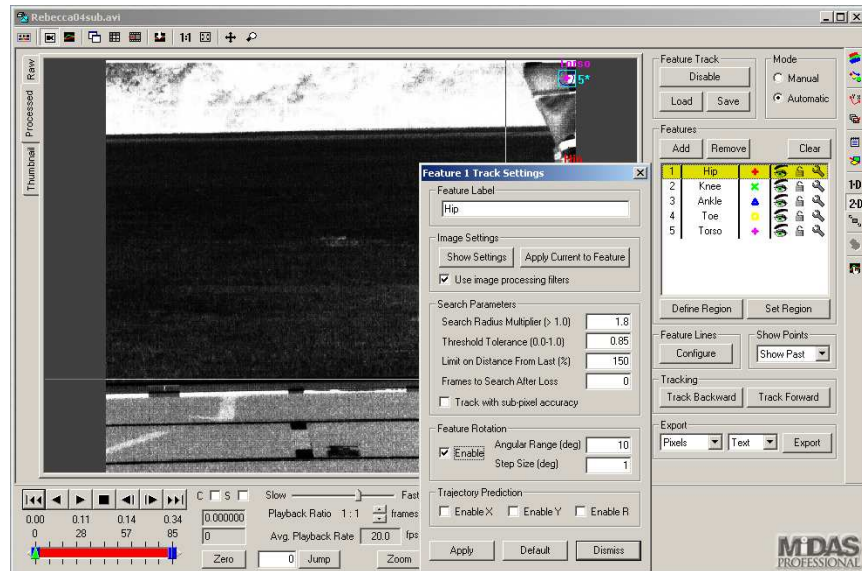 Rebecca04sub.avi
1:1
Raw
Processed
Thumbnail
torso
75*
Hip
Feature Track
Disable
Load
Save
Mode
Manual
Automatic
Features
Add
Remove
Clear
1 Hip
2 Knee
3 Ankle
4 Toe
5 Torso
Define Region
Set Region
Feature Lines
Configure
Show Points
Show Past
Tracking
Track Backward
Track Forward
Export
Pixels
Text
Export
1-D
2-D
Feature 1 Track Settings
Feature Label
Hip
Image Settings
Show Settings
Apply Current to Feature
Use image processing filters
Search Parameters
Search Radius Multiplier (> 1.0) 1.8
Threshold Tolerance (0.0-1.0) 0.85
Limit on Distance From Last (%) 150
Frames to Search After Loss 0
Track with sub-pixel accuracy
Feature Rotation
Enable
Angular Range (deg) 10
Step Size (deg) 1
Trajectory Prediction
Enable X
Enable Y
Enable R
Apply
Default
Dismiss
C
S
Slow
Fast
0.00 0.11 0.14 0.34
0 28 57 85
0.000000
0
Playback Ratio 1 : 1 frames
Avg. Playback Rate 20.0 fps
Zero
0
Jump
Zoom
MiDAS
PROFESSIONAL